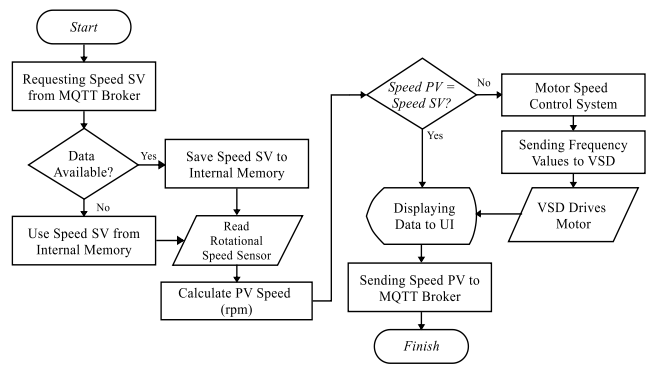 Start
Requesting Speed SV
from MQTT Broker
Data
Available?
Yes
Save Speed SV to
Internal Memory
No
Use Speed SV from
Internal Memory
Read
Rotational
Speed Sensor
Calculate PV Speed
(rpm)
Speed PV =
Speed SV?
No
Motor Speed
Control System
Yes
Sending Frequency
Values to VSD
VSD Drives
Motor
Displaying
Data to UI
Sending Speed PV to
MQTT Broker
Finish